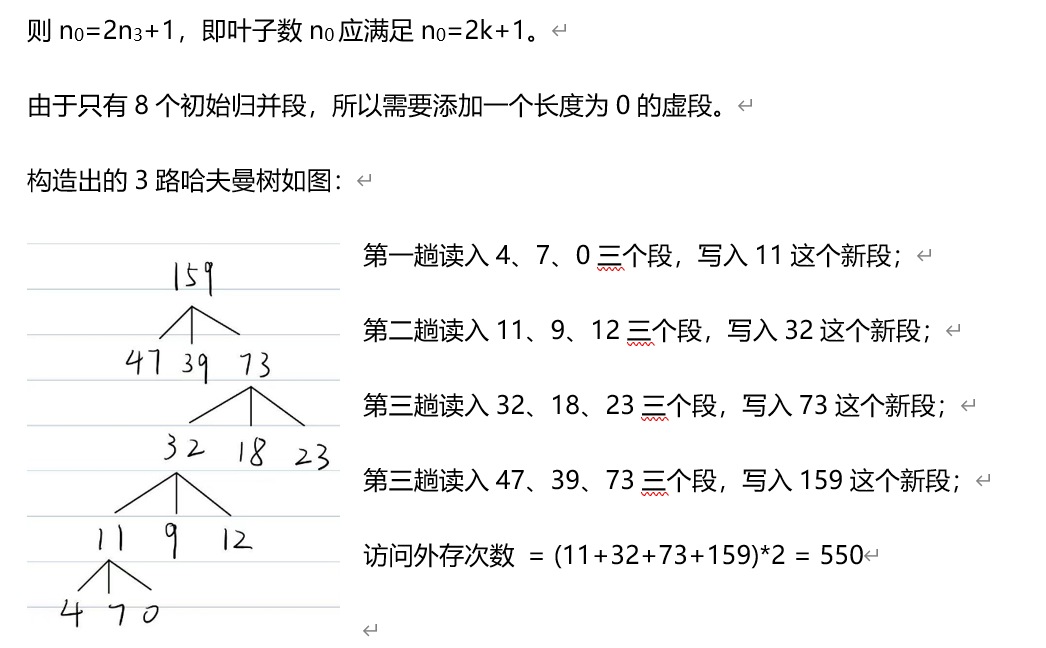 则 n₀=2n₃+1，即叶子数 n₀应满足 n₀=2k+1。
由于只有 8 个初始归并段，所以需要添加一个长度为 0 的虚段。
构造出的 3 路哈夫曼树如图：
159
47 39 73
32 18 23
11 9 12
4 7 0
第一趟读入 4、7、0 三个段，写入 11 这个新段；
第二趟读入 11、9、12 三个段，写入 32 这个新段；
第三趟读入 32、18、23 三个段，写入 73 这个新段；
第三趟读入 47、39、73 三个段，写入 159 这个新段；
访问外存次数 = (11+32+73+159)*2 = 550